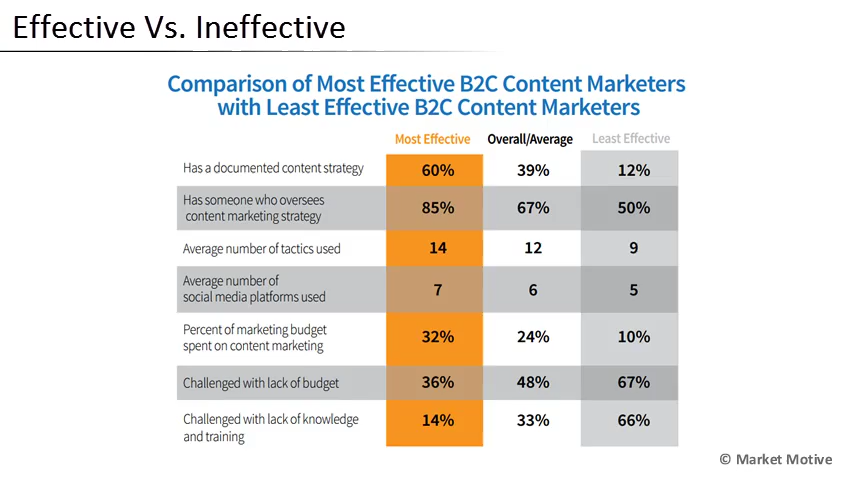 Effective Vs. Ineffective
Comparison of Most Effective B2C Content Marketers
with Least Effective B2C Content Marketers
Most Effective Overall/Average Least Effective
Has a documented content strategy 60% 39% 12%
Has someone who oversees
content marketing strategy 85% 67% 50%
Average number of tactics used 14 12 9
Average number of
social media platforms used 7 6 5
Percent of marketing budget
spent on content marketing 32% 24% 10%
Challenged with lack of budget 36% 48% 67%
Challenged with lack of knowledge
and training 14% 33% 66%
© Market Motive